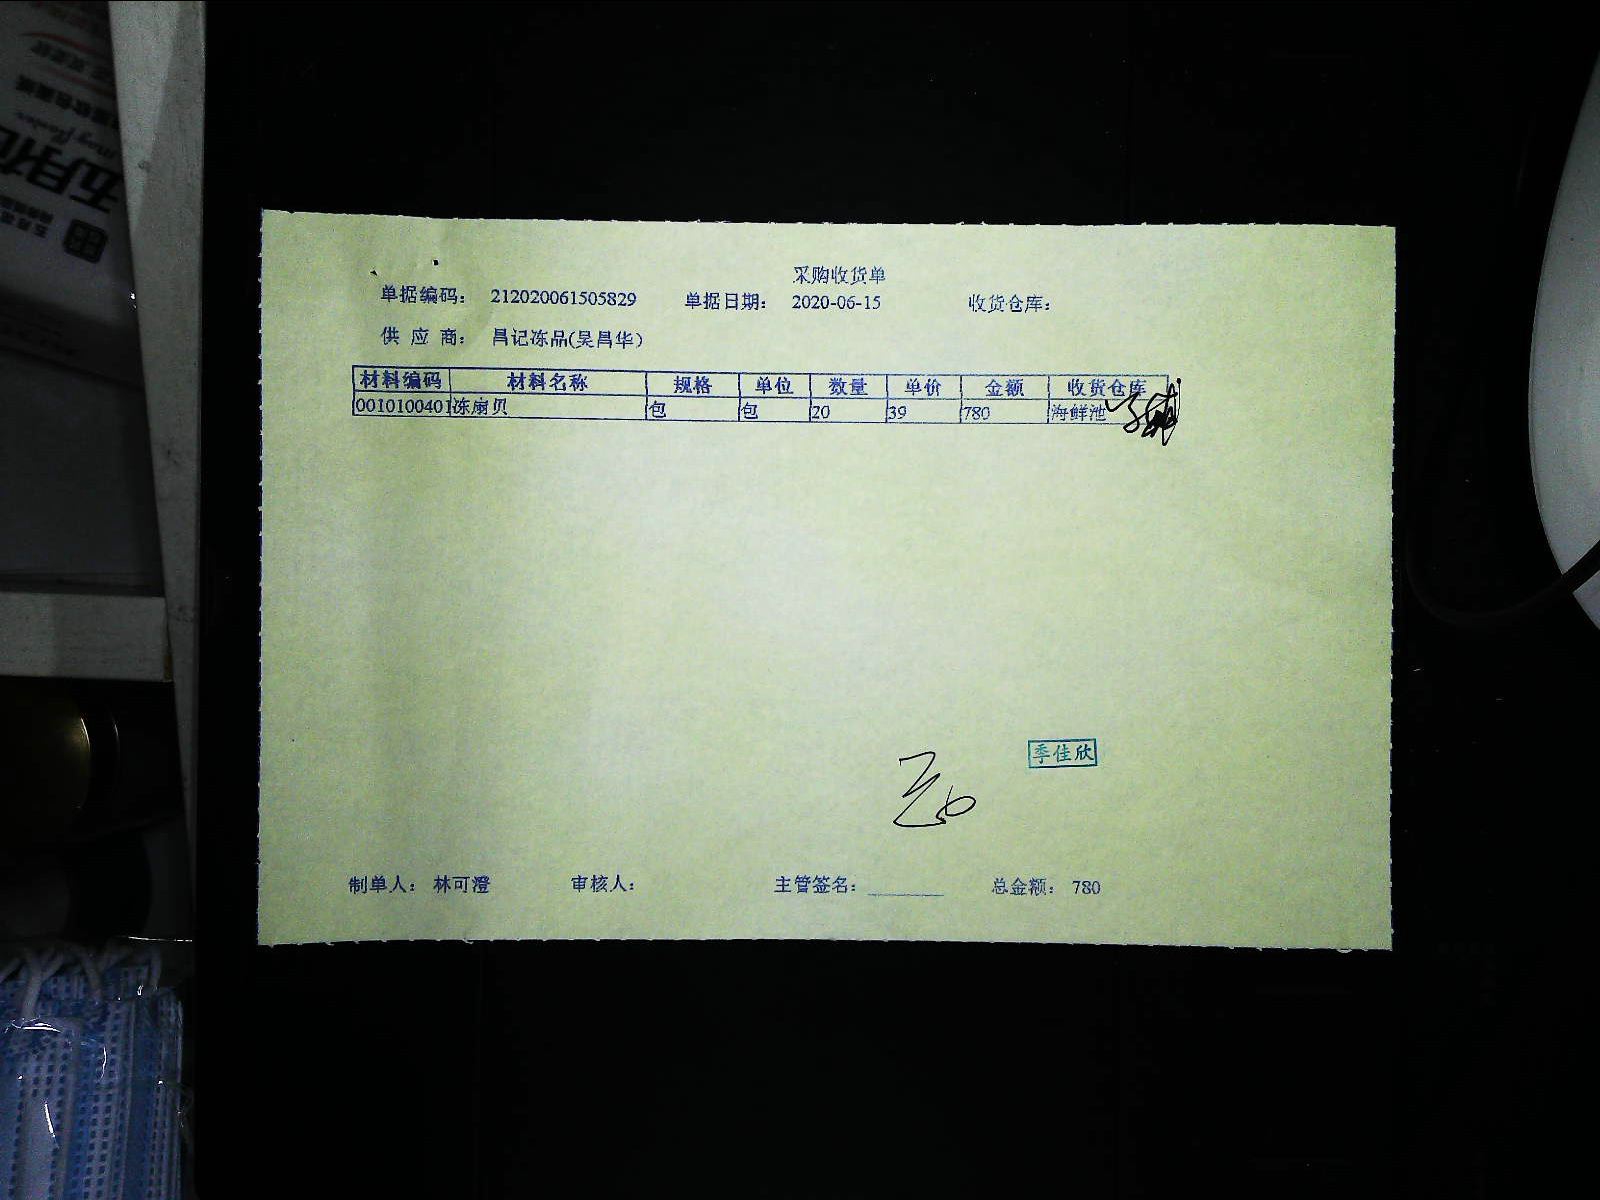 采购收货单
单据编码: 212020061505829 单据日期: 2020-06-15 收货仓库:
供 应 商: 昌记冻品(吴昌华)
材料编码 材料名称 规格 单位 数量 单价 金额 收货仓库
0010100401 冻扇贝 包 包 20 39 780 海鲜池
季佳欣
制单人: 林可澄 审核人: 主管签名: 总金额: 780
五月花